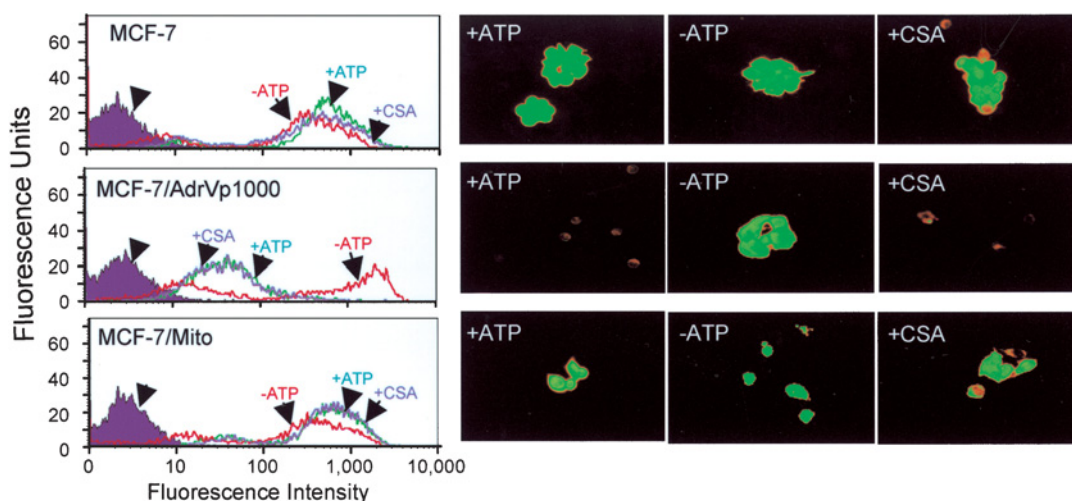 Fluorescence Units
MCF-7
60
40
20
0
-ATP
+ATP
+CSA
MCF-7/AdrVp1000
60
40
20
0
+CSA
+ATP
-ATP
MCF-7/Mito
60
40
20
0
-ATP
+ATP
+CSA
0 10 100 1,000 10,000
Fluorescence Intensity
+ATP -ATP +CSA
+ATP -ATP +CSA
+ATP -ATP +CSA